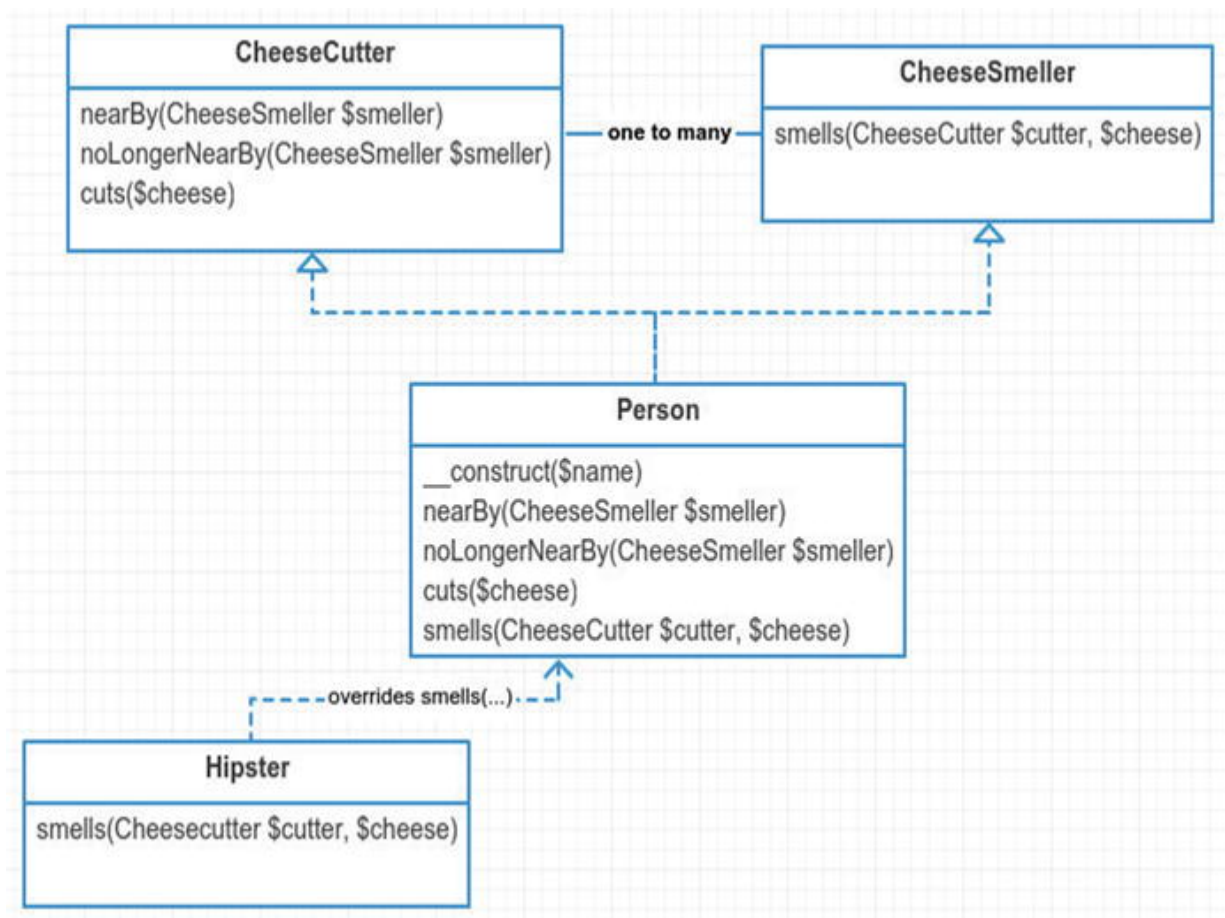 CheeseCutter
nearBy(CheeseSmeller $smeller)
noLongerNearBy(CheeseSmeller $smeller)
cuts($cheese)
one to many
CheeseSmeller
smells(CheeseCutter $cutter, $cheese)
Person
__construct($name)
nearBy(CheeseSmeller $smeller)
noLongerNearBy(CheeseSmeller $smeller)
cuts($cheese)
smells(CheeseCutter $cutter, $cheese)
overrides smells(...)
Hipster
smells(Cheesecutter $cutter, $cheese)